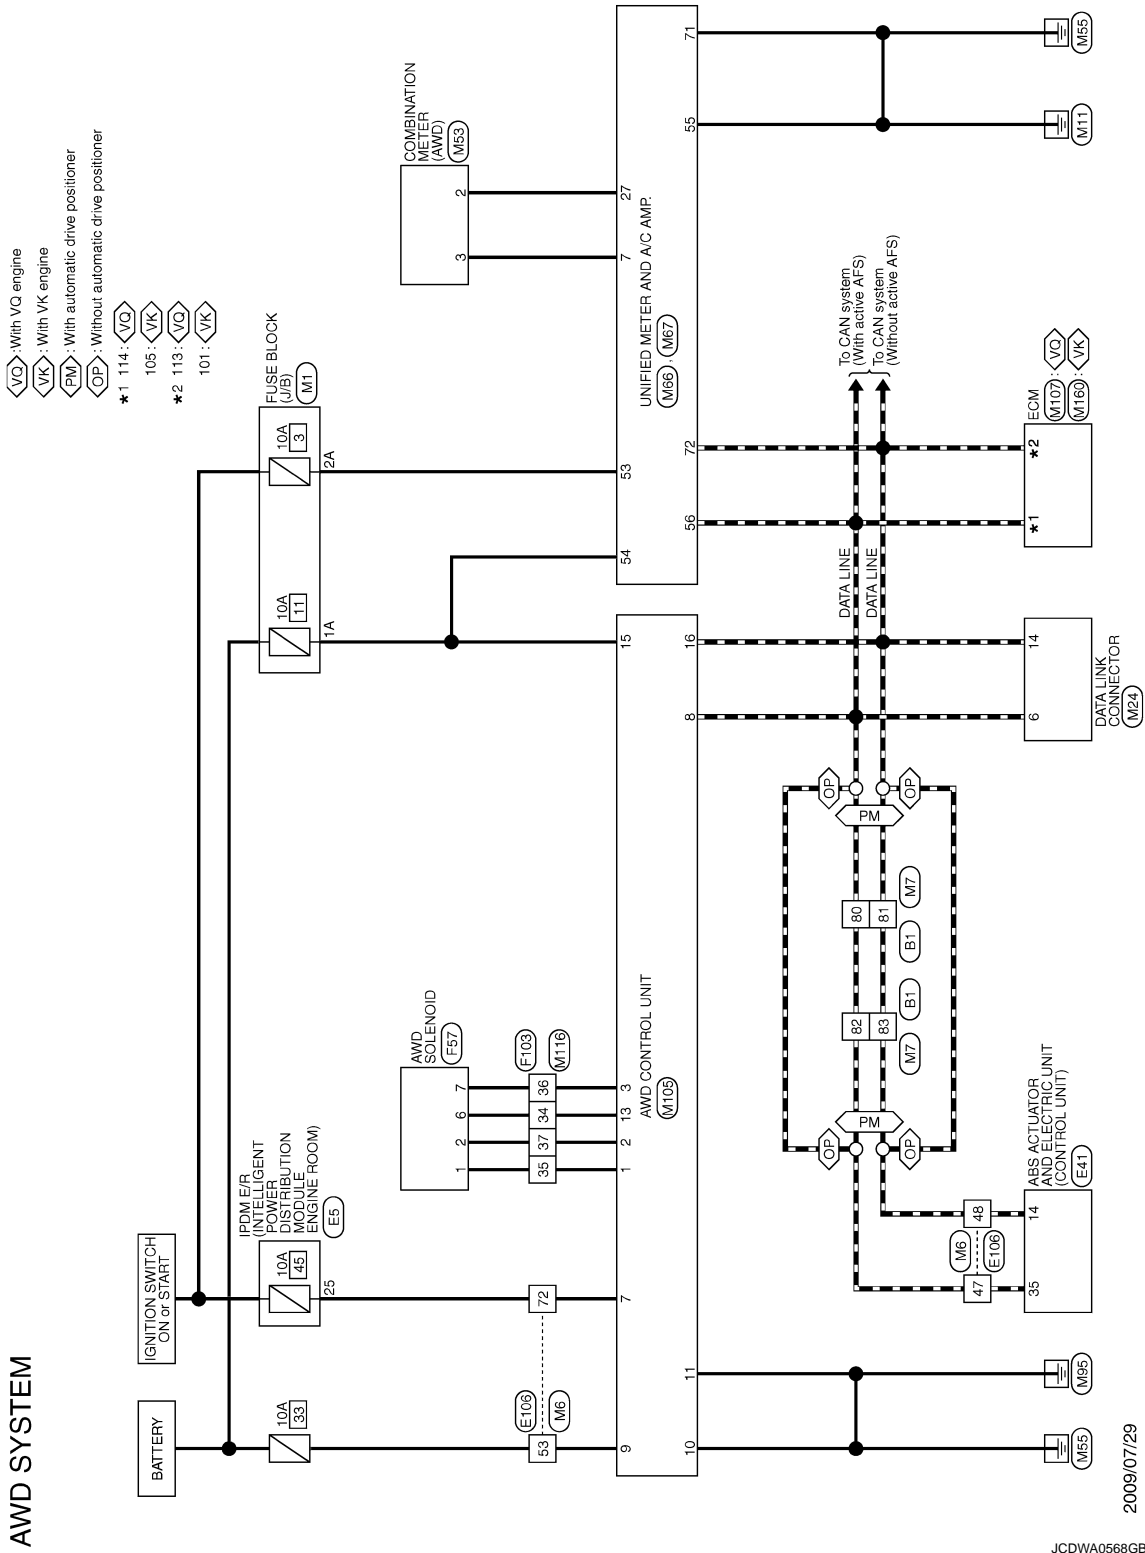 AWD SYSTEM
BATTERY
IGNITION SWITCH
ON or START
10A
33
10A
45
25
IPDM E/R
(INTELLIGENT
POWER
DISTRIBUTION
MODULE
ENGINE ROOM)
E5
10A
11
1A
10A
3
2A
FUSE BLOCK
(J/B)
M1
VQ : With VQ engine
VK : With VK engine
PM : With automatic drive positioner
OP : Without automatic drive positioner
*1 114 : VQ
105 : VK
*2 113 : VQ
101 : VK
53
E106
M6
72
1
2
6
7
AWD
SOLENOID
F57
35
37
34
36
F103
M116
3
2
COMBINATION
METER
(AWD)
M53
9
7
1
2
13
3
15
AWD CONTROL UNIT
M105
10
11
8
16
54
53
7
27
UNIFIED METER AND A/C AMP.
M66 , M67
56
72
55
71
M55
M95
47
48
M6
E106
35
14
ABS ACTUATOR
AND ELECTRIC UNIT
(CONTROL UNIT)
E41
OP
OP
PM
82
83
M7
B1
80
81
B1
M7
PM
OP
OP
DATA LINE
DATA LINE
To CAN system
(With active AFS)
To CAN system
(Without active AFS)
6
14
DATA LINK
CONNECTOR
M24
*1
*2
ECM
M107 : VQ
M160 : VK
M11
M55
2009/07/29
JCDWA0568GB